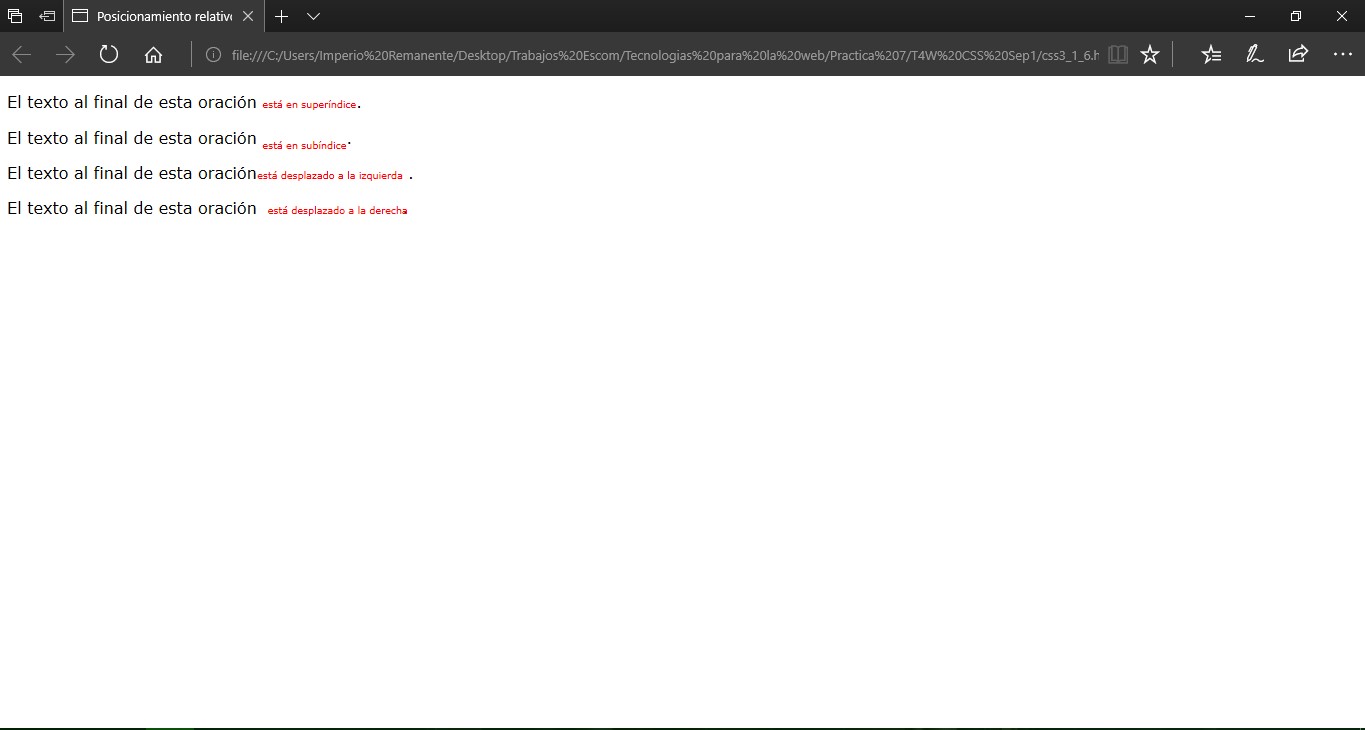 Posicionamiento relativ
file:///C:/Users/Imperio%20Remanente/Desktop/Trabajos%20Escom/Tecnologias%20para%20la%20web/Practica%207/T4W%20CSS%20Sep1/css3_1_6.h
El texto al final de esta oración está en superíndice.
El texto al final de esta oración está en subíndice.
El texto al final de esta oración está desplazado a la izquierda .
El texto al final de esta oración está desplazado a la derecha